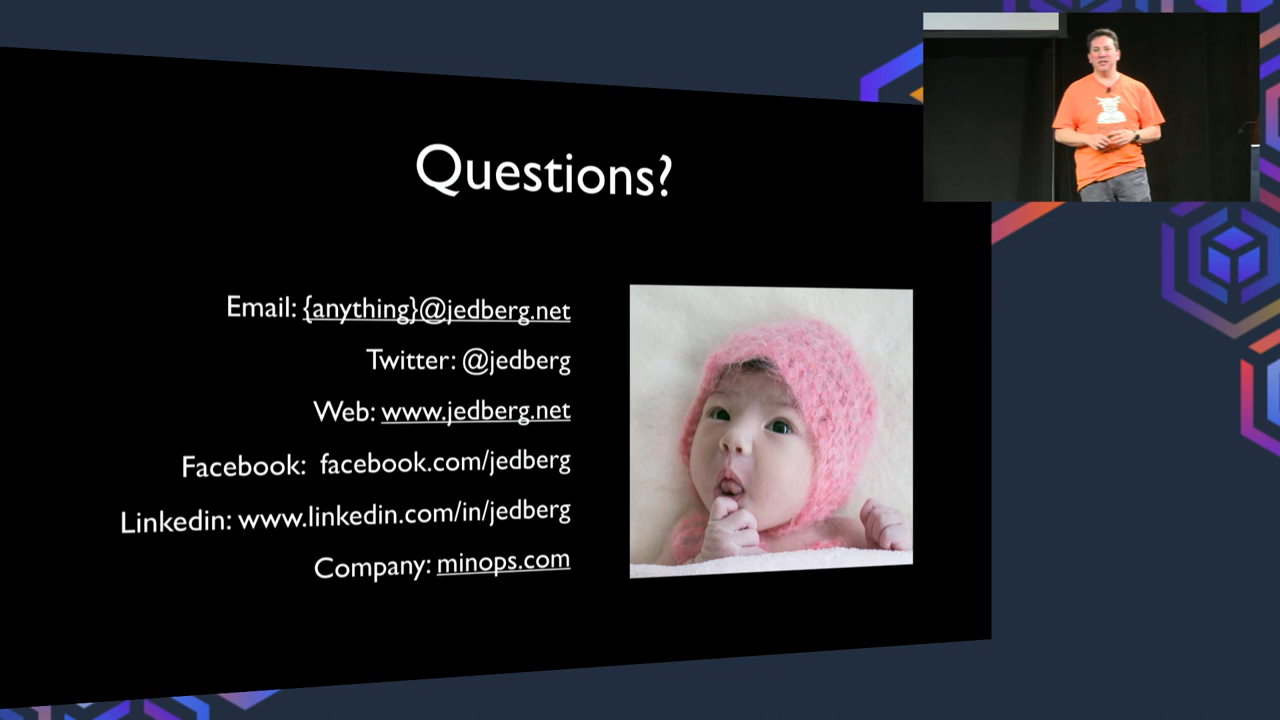 Questions?
Email: {anything}@jedberg.net
Twitter: @jedberg
Web: www.jedberg.net
Facebook: facebook.com/jedberg
Linkedin: www.linkedin.com/in/jedberg
Company: minops.com